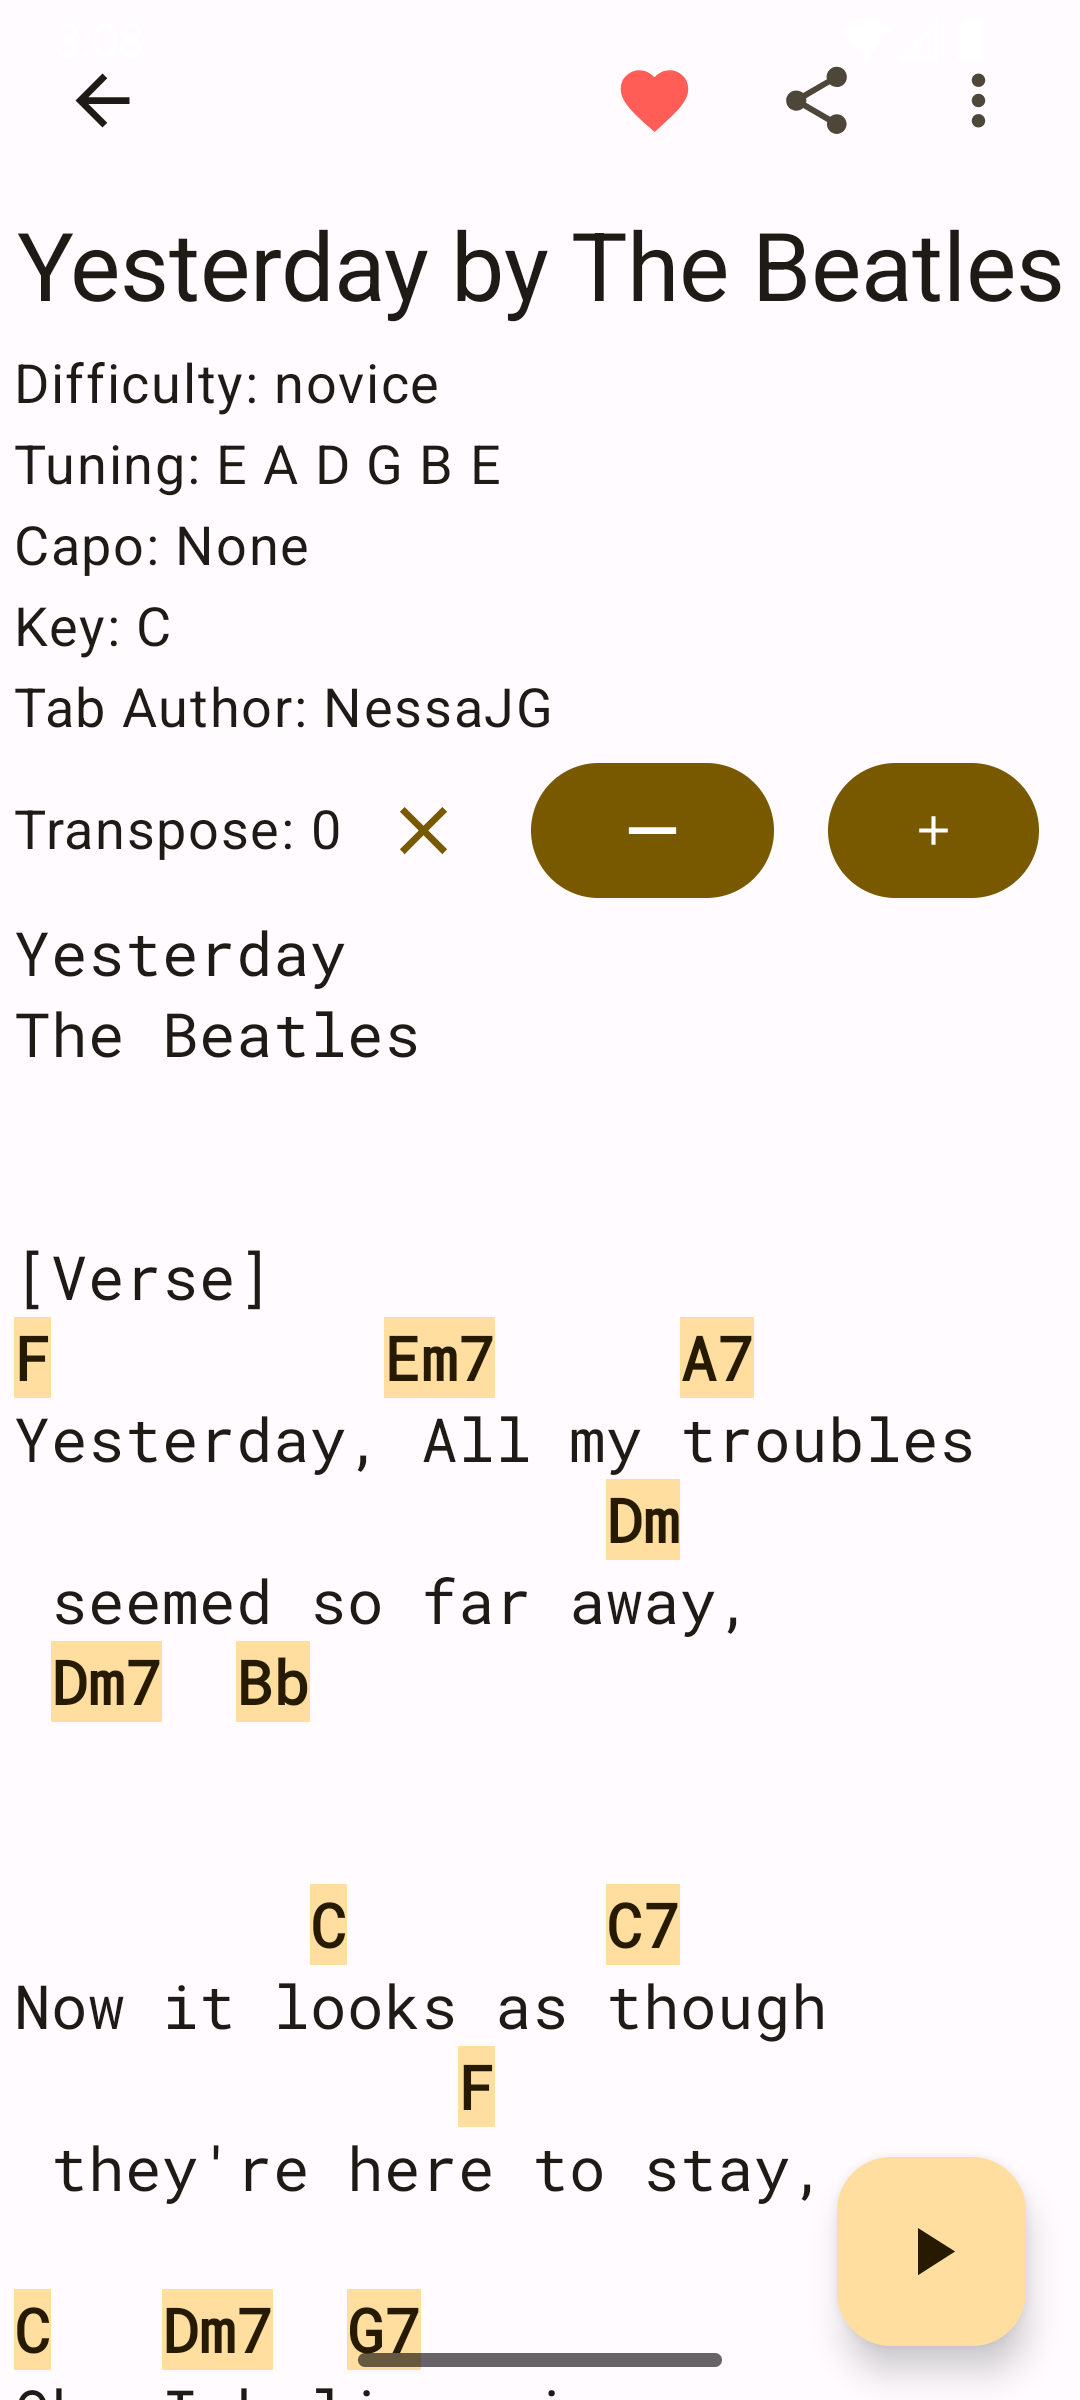 Yesterday by The Beatles
Difficulty: novice
Tuning: E A D G B E
Capo: None
Key: C
Tab Author: NessaJG
Transpose: 0
Yesterday
The Beatles
[Verse]
F Em7 A7
Yesterday, All my troubles
Dm
seemed so far away,
Dm7 Bb
C C7
Now it looks as though
F
they're here to stay,
C Dm7 G7